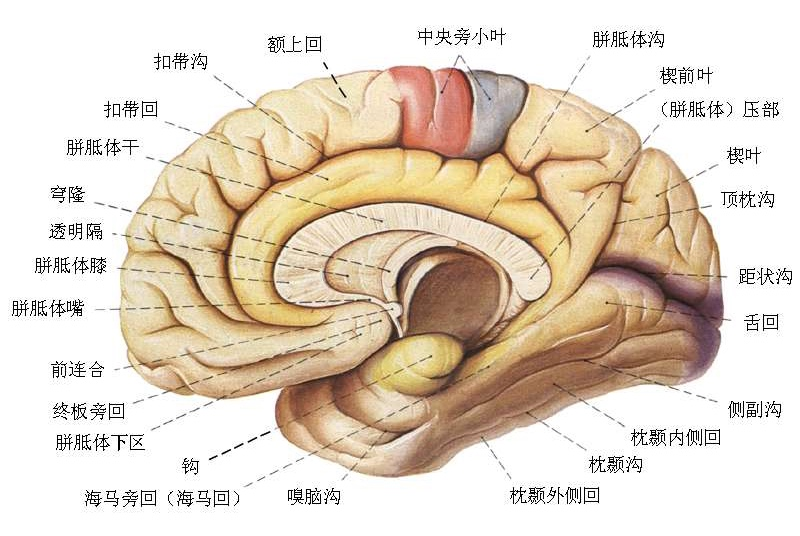 额上回
中央旁小叶
胼胝体沟
扣带沟
楔前叶
扣带回
（胼胝体）压部
胼胝体干
楔叶
穹隆
顶枕沟
透明隔
胼胝体膝
距状沟
胼胝体嘴
舌回
前连合
终板旁回
侧副沟
胼胝体下区
枕颞内侧回
钩
枕颞沟
海马旁回（海马回）
嗅脑沟
枕颞外侧回